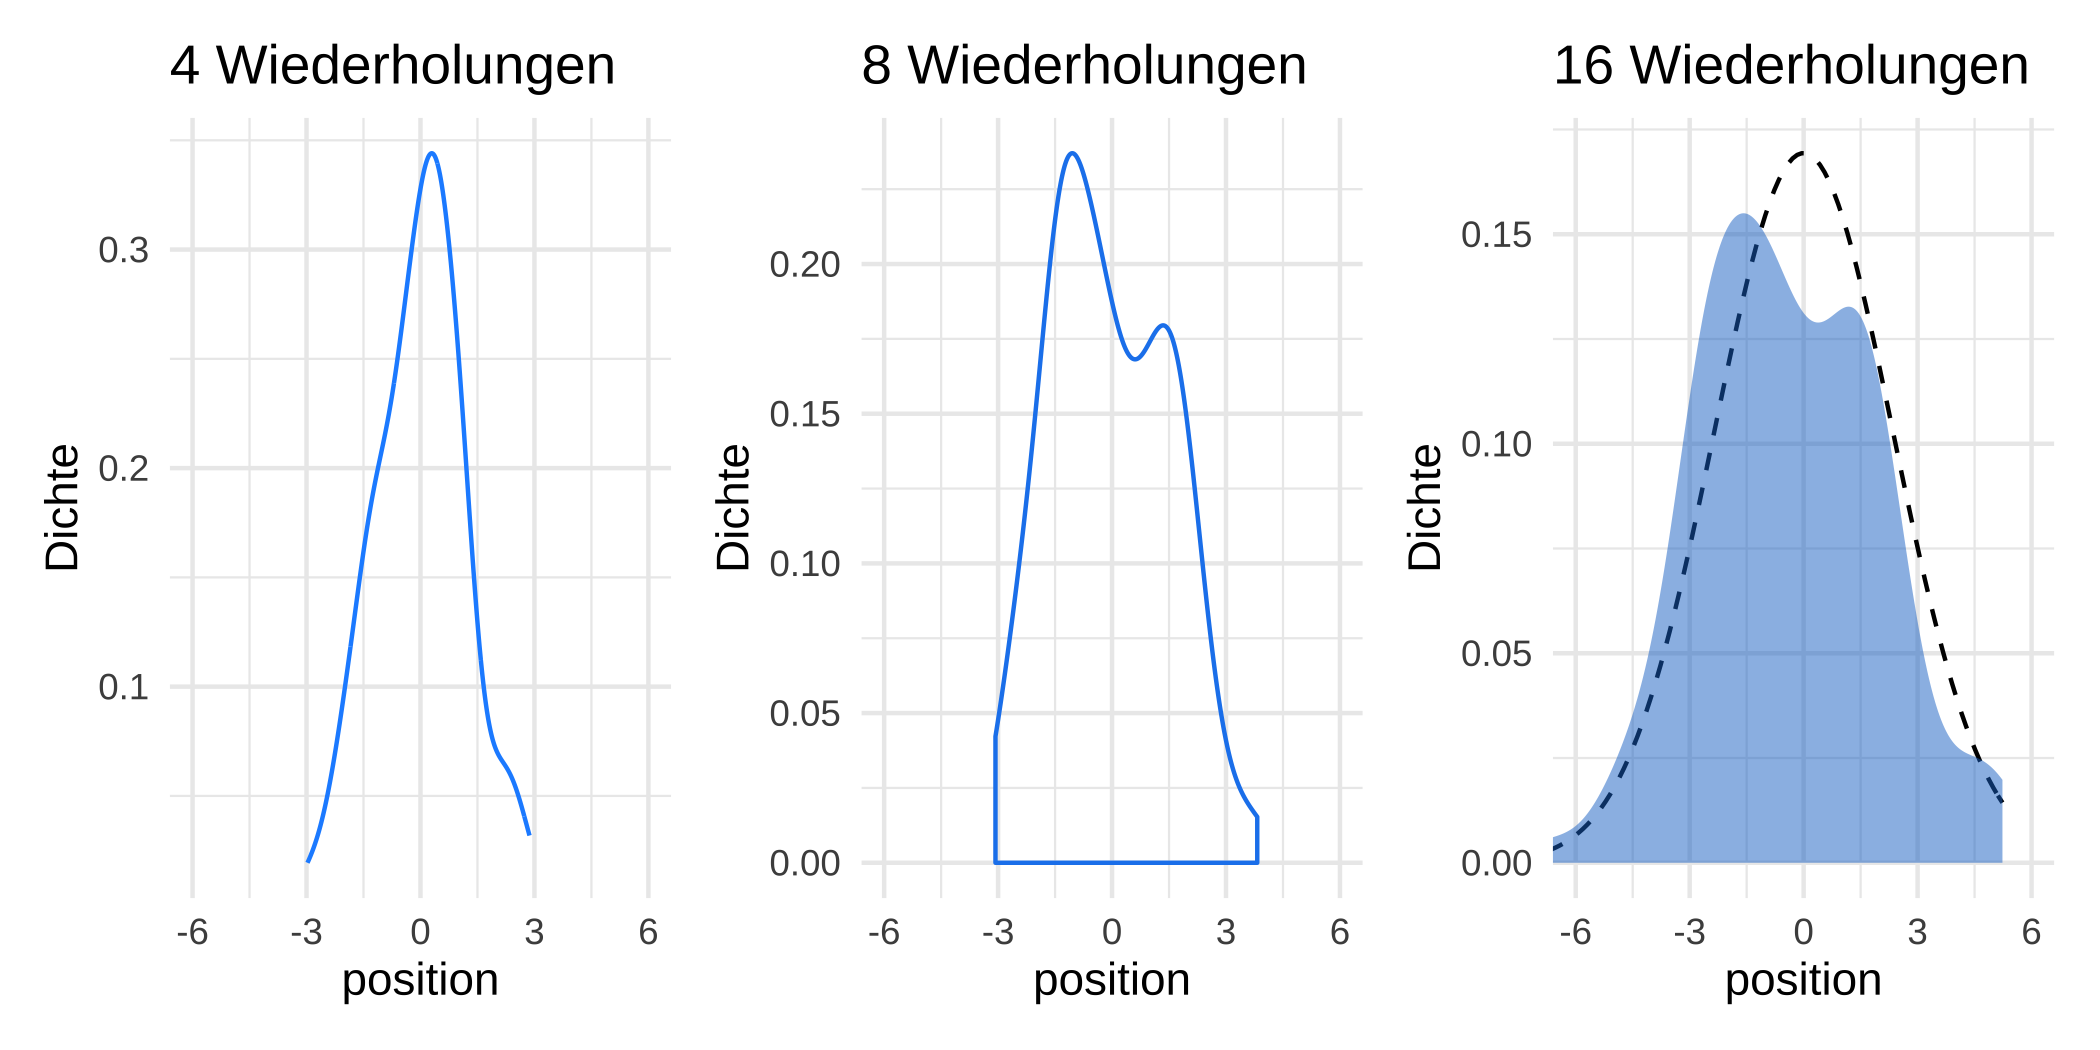 4 Wiederholungen
Dichte
0.3
0.2
0.1
-6 -3 0 3 6
position
8 Wiederholungen
Dichte
0.20
0.15
0.10
0.05
0.00
-6 -3 0 3 6
position
16 Wiederholungen
Dichte
0.15
0.10
0.05
0.00
-6 -3 0 3 6
position